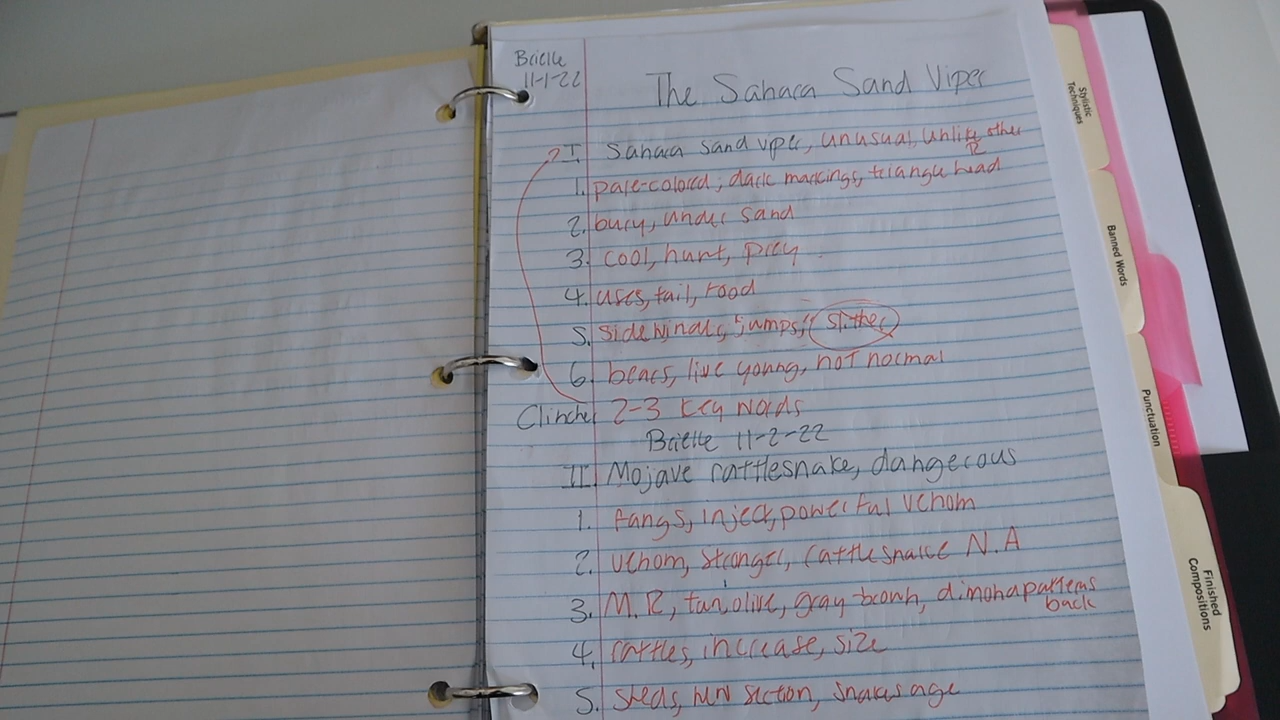 Brielle
11-1-22
The Sahara Sand Viper
I. Sahara sand viper, unusual, unlike other
R
1. pale-colored, dark markings, triangle head
2. bury, under sand
3. cool, hunt, prey
4. uses, tail, food
5. sidewinder, "jumps," (slither)
6. bears, live young, not normal
Clincher 2-3 key words
Brielle 11-2-22
II. Mojave rattlesnake, dangerous
1. fangs, inject, powerful venom
2. venom, stronger, rattlesnake N.A
3. M.R, tan, olive, gray-brown, dimond patterns
back
4. rattles, increase, size
5. sheds, new section, snakes age
Stylistic
Techniques
Banned Words
Punctuation
Finished
Compositions